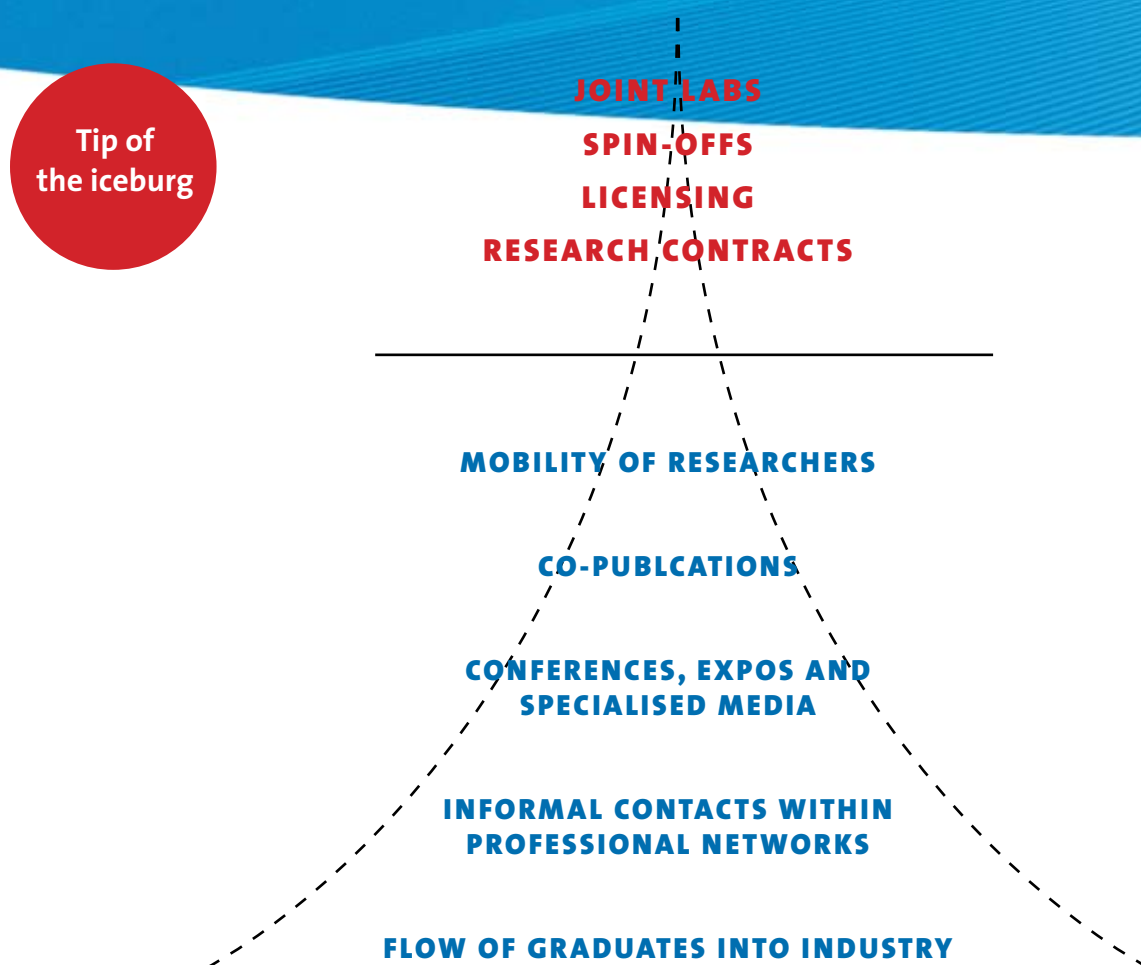 Tip of
the iceburg
JOINT LABS
SPIN-OFFS
LICENSING
RESEARCH CONTRACTS
MOBILITY OF RESEARCHERS
CO-PUBLCATIONS
CONFERENCES, EXPOS AND
SPECIALISED MEDIA
INFORMAL CONTACTS WITHIN
PROFESSIONAL NETWORKS
FLOW OF GRADUATES INTO INDUSTRY